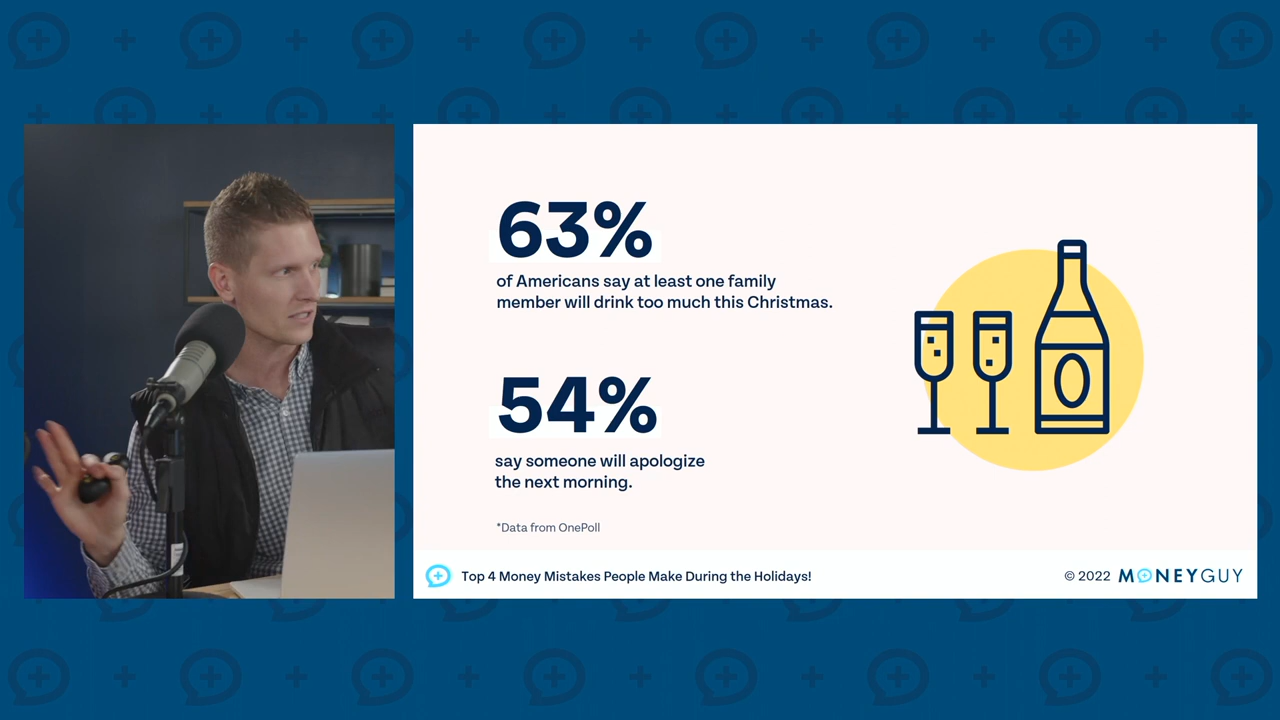 63%
of Americans say at least one family
member will drink too much this Christmas.
54%
say someone will apologize
the next morning.
*Data from OnePoll
Top 4 Money Mistakes People Make During the Holidays!
© 2022 MONEYGUY